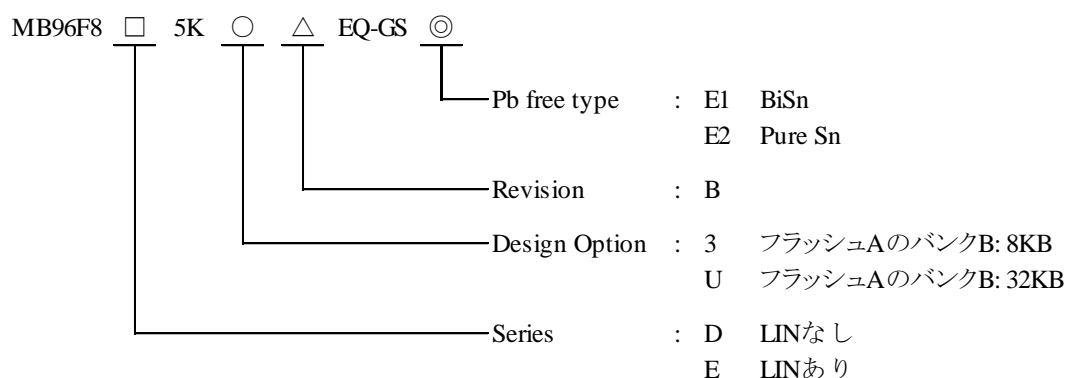 MB96F8 □ 5K ○ △ EQ-GS ◎
Pb free type : E1 BiSn
E2 Pure Sn
Revision : B
Design Option : 3 フラッシュAのバンクB: 8KB
U フラッシュAのバンクB: 32KB
Series : D LINなし
E LINあり